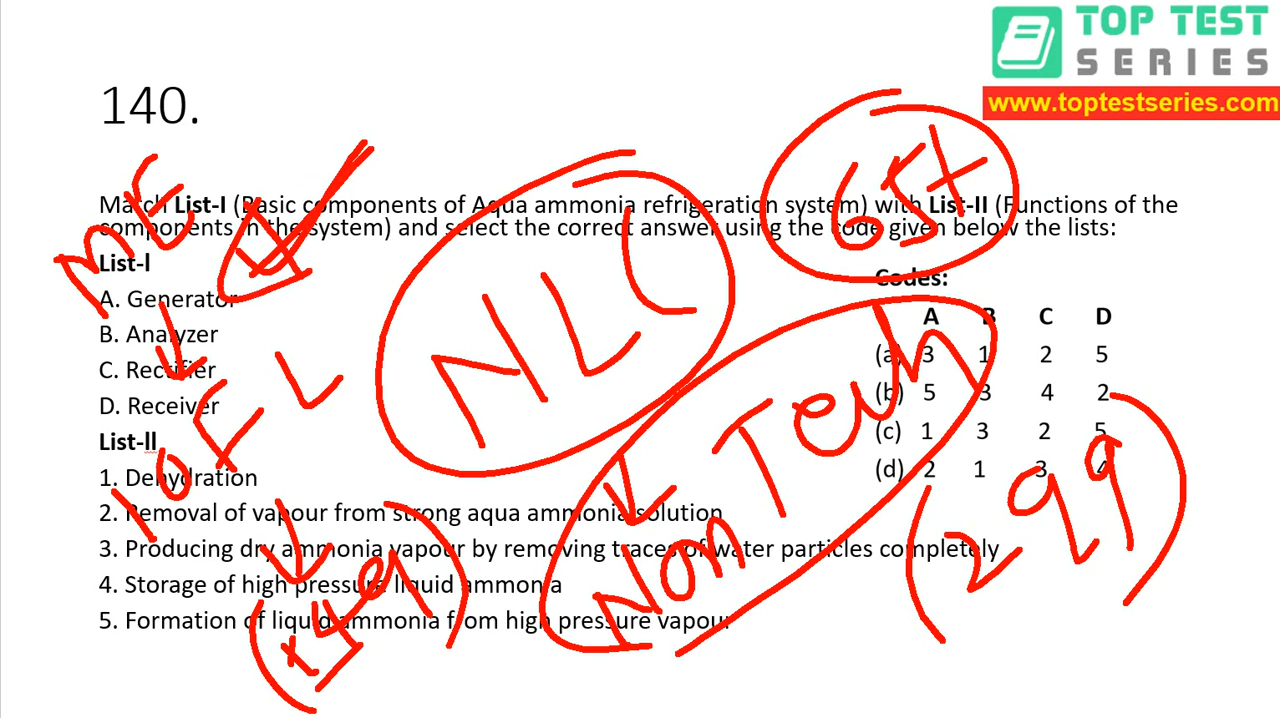 TOP TEST
SERIES
www.toptestseries.com
140.
Match List-I (Basic components of Aqua ammonia refrigeration system) with List-II (Functions of the
components in the system) and select the correct answer using the code given below the lists:
List-I
A. Generator
B. Analyzer
C. Rectifier
D. Receiver
List-II
1. Dehydration
2. Removal of vapour from strong aqua ammonia solution
3. Producing dry ammonia vapour by removing traces of water particles completely
4. Storage of high pressure liquid ammonia
5. Formation of liquid ammonia from high pressure vapour
Codes:
A B C D
(a) 3 1 2 5
(b) 5 3 4 2
(c) 1 3 2 5
(d) 2 1 3 4
ME
10 FL
NLC
65+
Non Tech
299